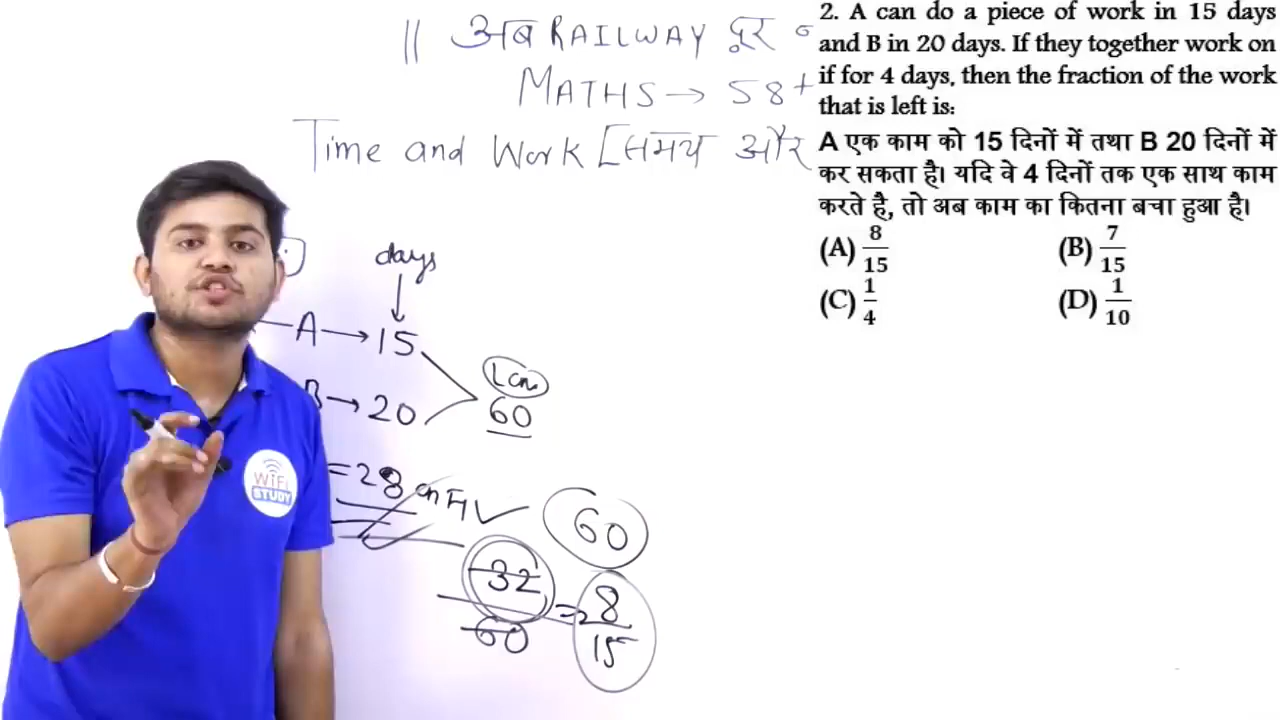 || अब RAILWAY दूर
MATHS → 58+
Time and Work [समय और
days
↓
A → 15
B → 20
Lcm
60
=28
60
32
60
= 8
15
WiFi
STUDY
2. A can do a piece of work in 15 days
and B in 20 days. If they together work on
if for 4 days, then the fraction of the work
that is left is:
A एक काम को 15 दिनों में तथा B 20 दिनों में
कर सकता है। यदि वे 4 दिनों तक एक साथ काम
करते है, तो अब काम का कितना बचा हुआ है।
(A) 8/15 (B) 7/15
(C) 1/4 (D) 1/10